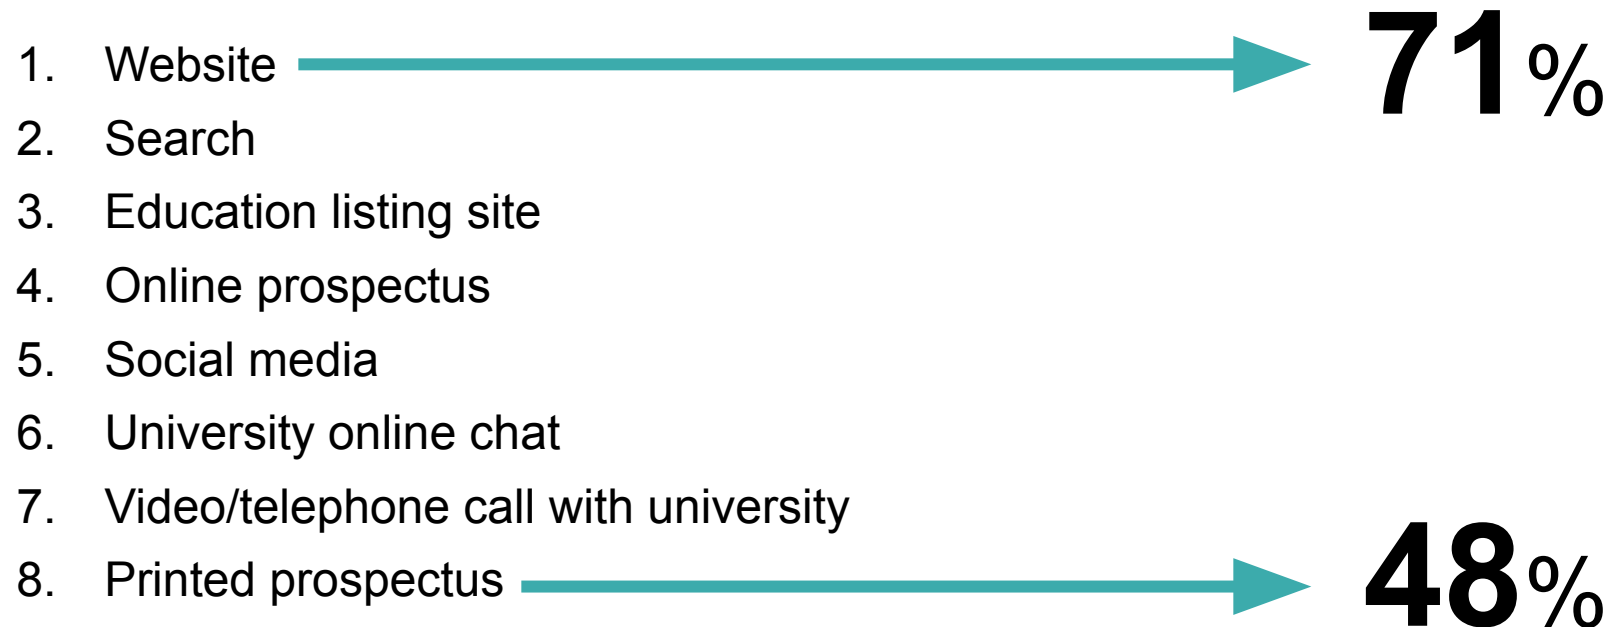 1. Website 71%
2. Search
3. Education listing site
4. Online prospectus
5. Social media
6. University online chat
7. Video/telephone call with university
8. Printed prospectus 48%